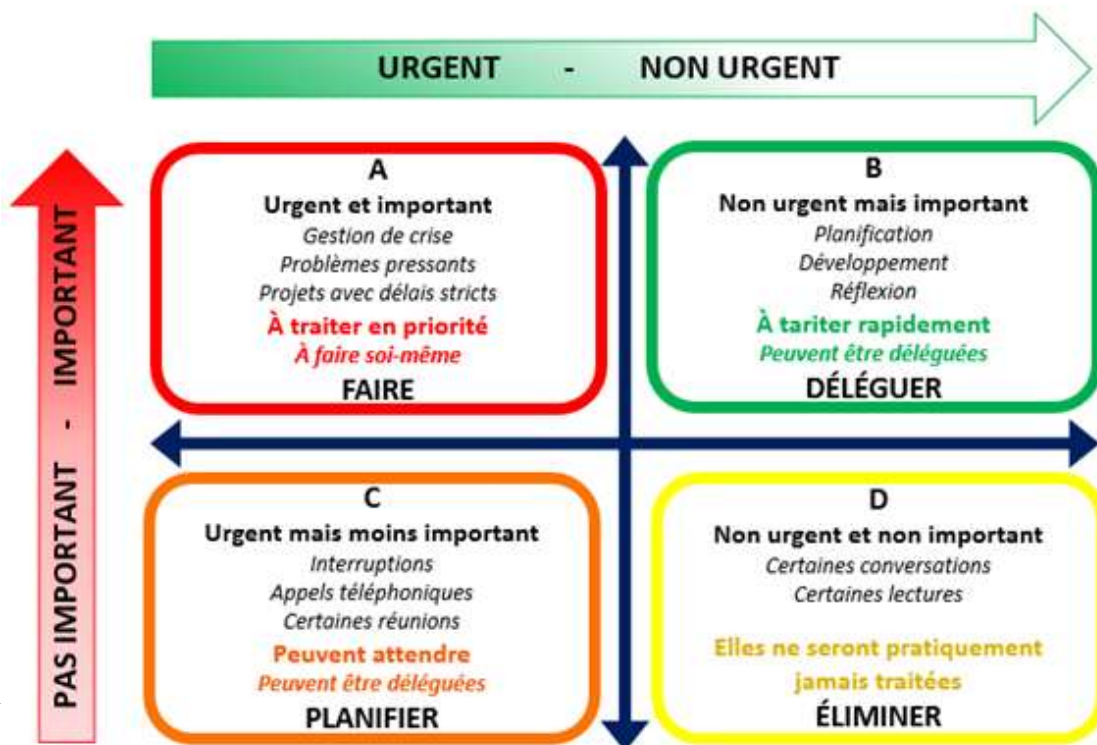 URGENT - NON URGENT
PAS IMPORTANT - IMPORTANT
A
Urgent et important
Gestion de crise
Problèmes pressants
Projets avec délais stricts
À traiter en priorité
À faire soi-même
FAIRE
B
Non urgent mais important
Planification
Développement
Réflexion
À tariter rapidement
Peuvent être déléguées
DÉLÉGUER
C
Urgent mais moins important
Interruptions
Appels téléphoniques
Certaines réunions
Peuvent attendre
Peuvent être déléguées
PLANIFIER
D
Non urgent et non important
Certaines conversations
Certaines lectures
Elles ne seront pratiquement
jamais traitées
ÉLIMINER